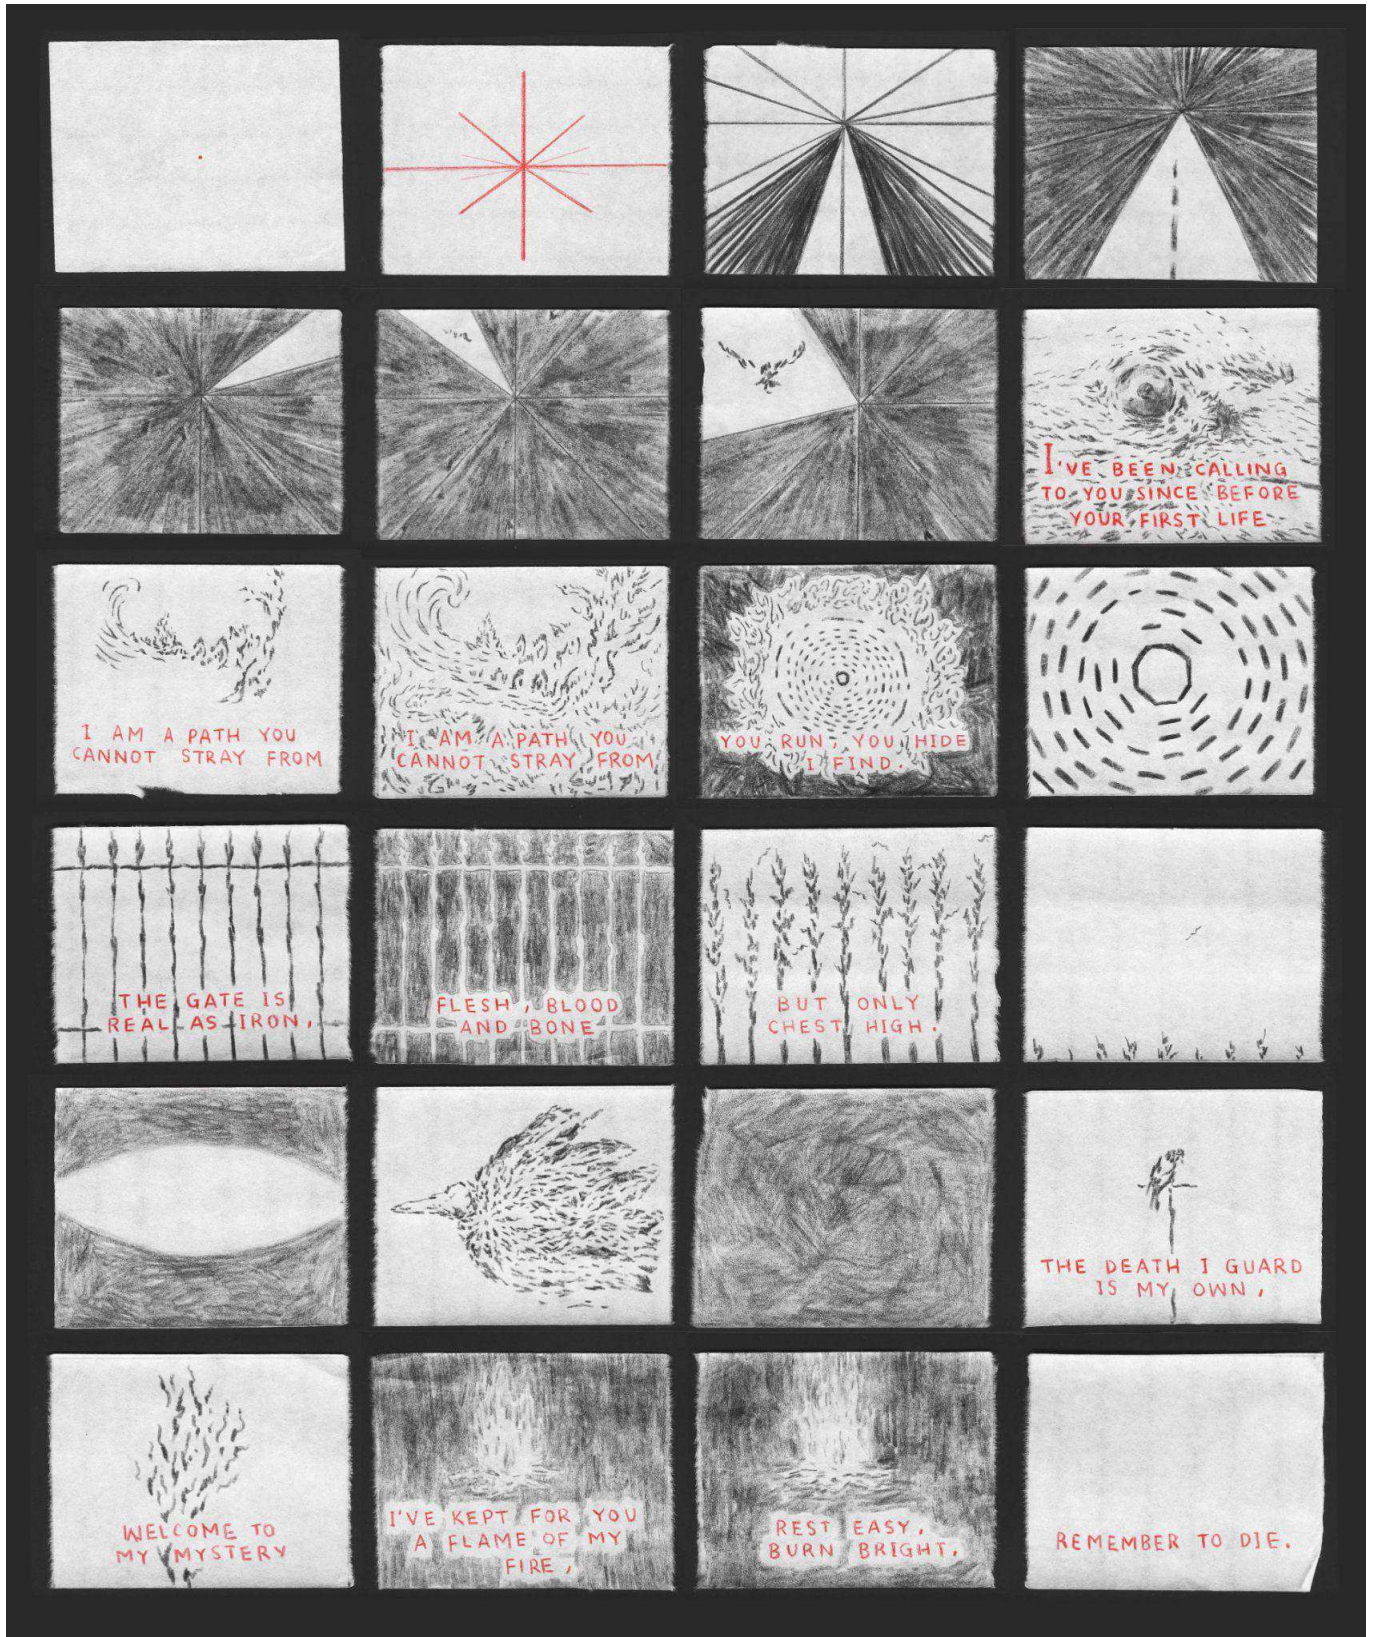 I'VE BEEN CALLING
TO YOU SINCE BEFORE
YOUR FIRST LIFE
I AM A PATH YOU
CANNOT STRAY FROM
I AM A PATH YOU
CANNOT STRAY FROM
YOU RUN, YOU HIDE
I FIND.
THE GATE IS
REAL AS IRON,
FLESH, BLOOD
AND BONE
BUT ONLY
CHEST HIGH.
THE DEATH I GUARD
IS MY OWN,
WELCOME TO
MY MYSTERY
I'VE KEPT FOR YOU
A FLAME OF MY
FIRE,
REST EASY,
BURN BRIGHT.
REMEMBER TO DIE.